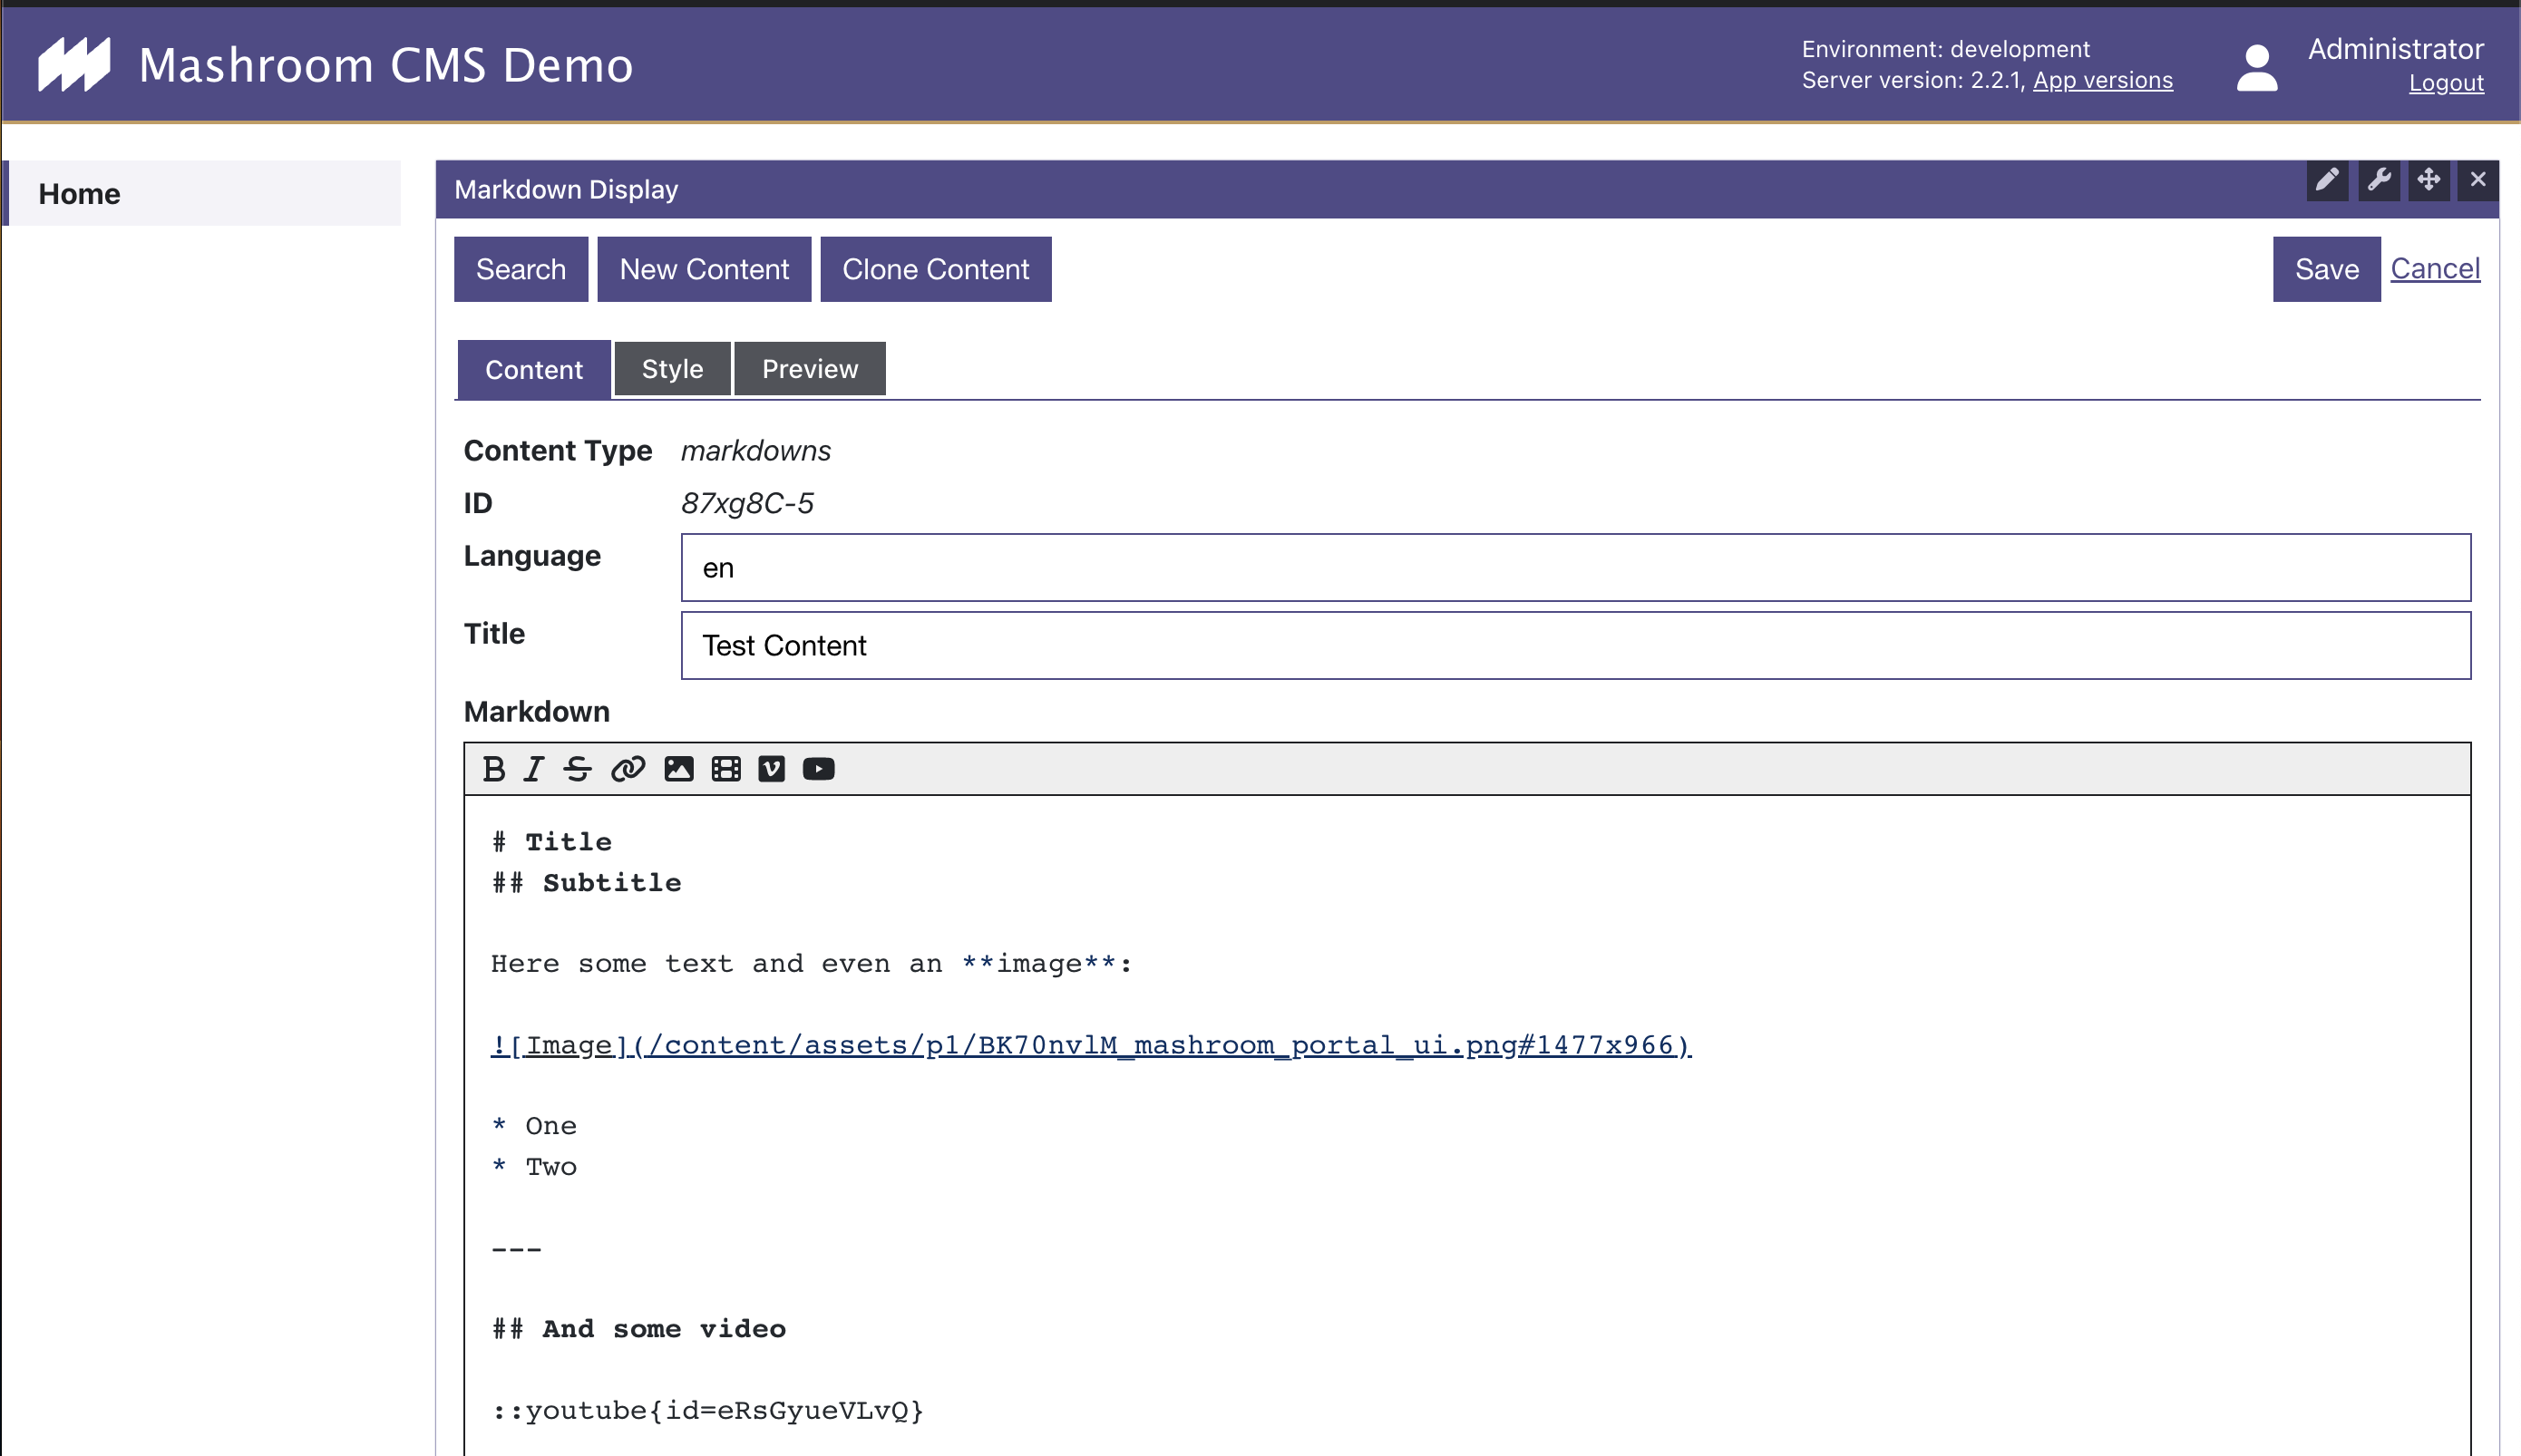 Mashroom CMS Demo
Environment: development
Server version: 2.2.1, App versions
Administrator
Logout
Home
Markdown Display
Search New Content Clone Content Save Cancel
Content Style Preview
Content Type markdowns
ID 87xg8C-5
Language en
Title Test Content
Markdown
# Title
## Subtitle
Here some text and even an **image**:
![Image](/content/assets/p1/BK70nvlM_mashroom_portal_ui.png#1477x966)
* One
* Two
---
## And some video
::youtube{id=eRsGyueVLvQ}